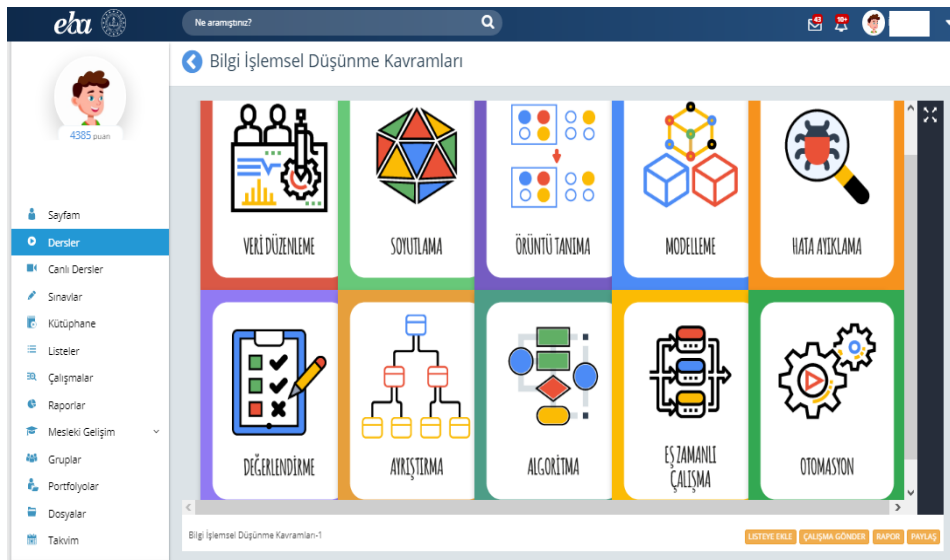 eba
Ne aramıştınız?
43
10+
Bilgi İşlemsel Düşünme Kavramları
4385 puan
Sayfam
Dersler
Canlı Dersler
Sınavlar
Kütüphane
Listeler
Çalışmalar
Raporlar
Mesleki Gelişim
Gruplar
Portfolyolar
Dosyalar
Takvim
VERİ DÜZENLEME
SOYUTLAMA
ÖRÜNTÜ TANIMA
MODELLEME
HATA AYIKLAMA
DEĞERLENDİRME
AYRIŞTIRMA
ALGORİTMA
EŞ ZAMANLI
ÇALIŞMA
OTOMASYON
Bilgi İşlemsel Düşünme Kavramları-1
LİSTEYE EKLE
ÇALIŞMA GÖNDER
RAPOR
PAYLAŞ